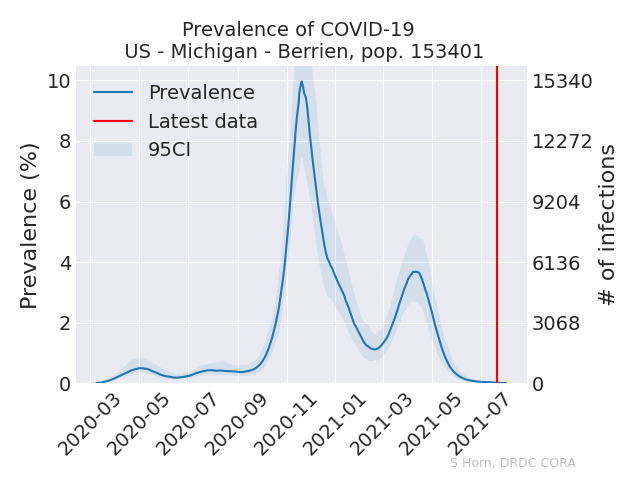 Prevalence of COVID-19
US - Michigan - Berrien, pop. 153401
Prevalence
Latest data
95CI
Prevalence (%)
10
8
6
4
2
0
15340
12272
9204
6136
3068
0
# of infections
2020-03
2020-05
2020-07
2020-09
2020-11
2021-01
2021-03
2021-05
2021-07
S Horn, DRDC CORA